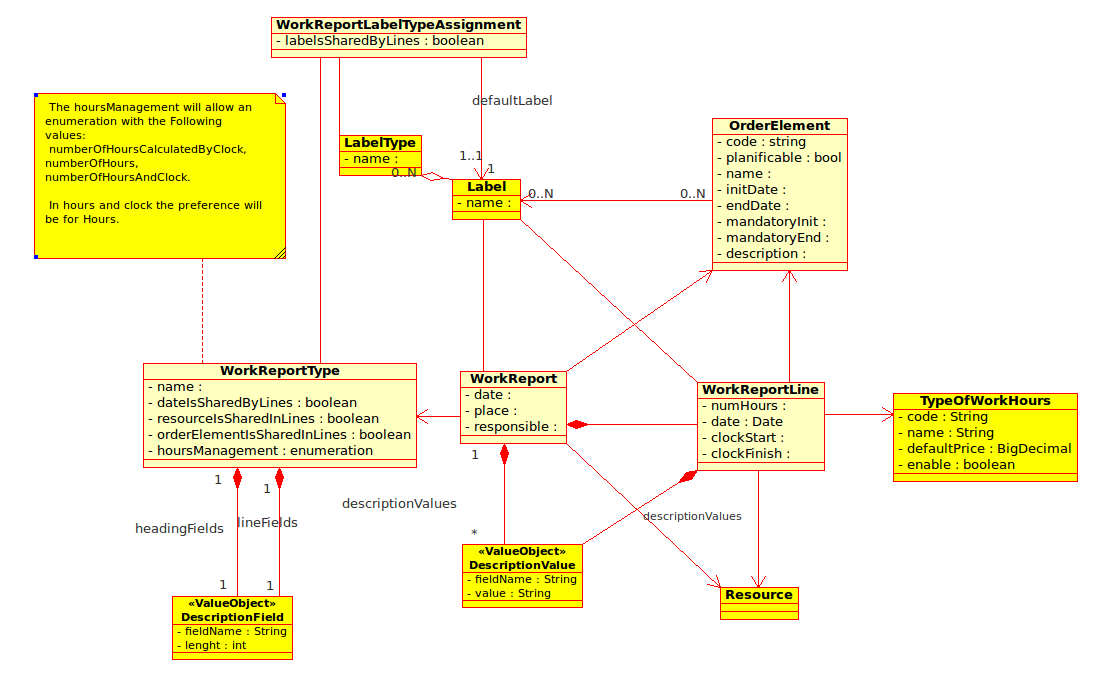 WorkReportLabelTypeAssignment
- labelsSharedByLines : boolean
The hoursManagement will allow an
enumeration with the Following
values:
numberOfHoursCalculatedByClock,
numberOfHours,
numberOfHoursAndClock.
In hours and clock the preference will
be for Hours.
defaultLabel
LabelType
- name :
0..N
1..1
1
Label
- name :
0..N
0..N
OrderElement
- code : string
- planificable : bool
- name :
- initDate :
- endDate :
- mandatoryInit :
- mandatoryEnd :
- description :
WorkReportType
- name :
- dateIsSharedByLines : boolean
- resourceIsSharedInLines : boolean
- orderElementIsSharedInLines : boolean
- hoursManagement : enumeration
WorkReport
- date :
- place :
- responsible :
WorkReportLine
- numHours :
- date : Date
- clockStart :
- clockFinish :
TypeOfWorkHours
- code : String
- name : String
- defaultPrice : BigDecimal
- enable : boolean
1
1
1
headingFields
lineFields
descriptionValues
descriptionValues
*
1
1
«ValueObject»
DescriptionValue
- fieldName : String
- value : String
Resource
«ValueObject»
DescriptionField
- fieldName : String
- lenght : int